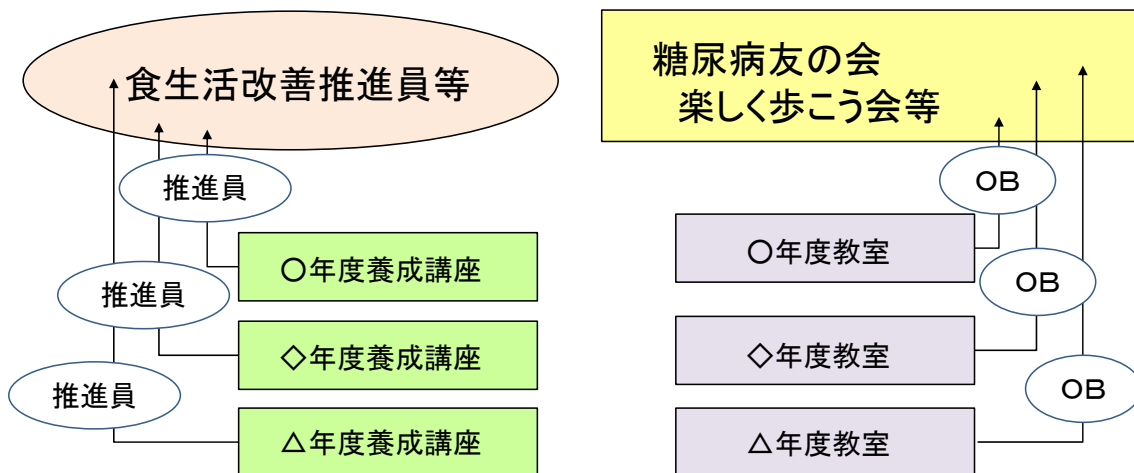 食生活改善推進員等
推進員
〇年度養成講座
推進員
◇年度養成講座
推進員
△年度養成講座
糖尿病友の会
楽しく歩こう会等
ＯＢ
〇年度教室
ＯＢ
◇年度教室
ＯＢ
△年度教室